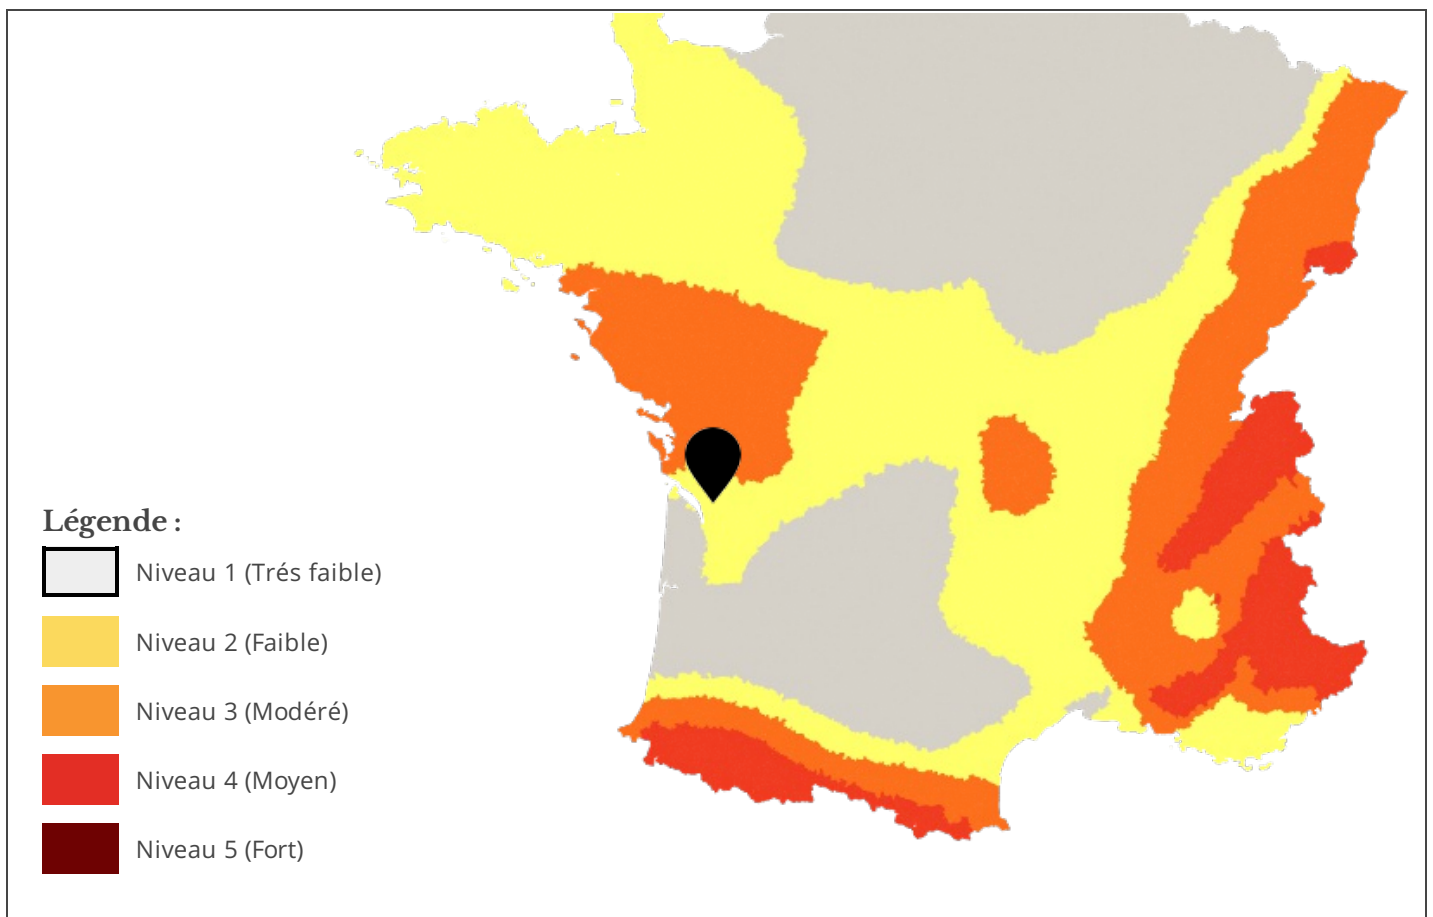 Légende :
Niveau 1 (Trés faible)
Niveau 2 (Faible)
Niveau 3 (Modéré)
Niveau 4 (Moyen)
Niveau 5 (Fort)